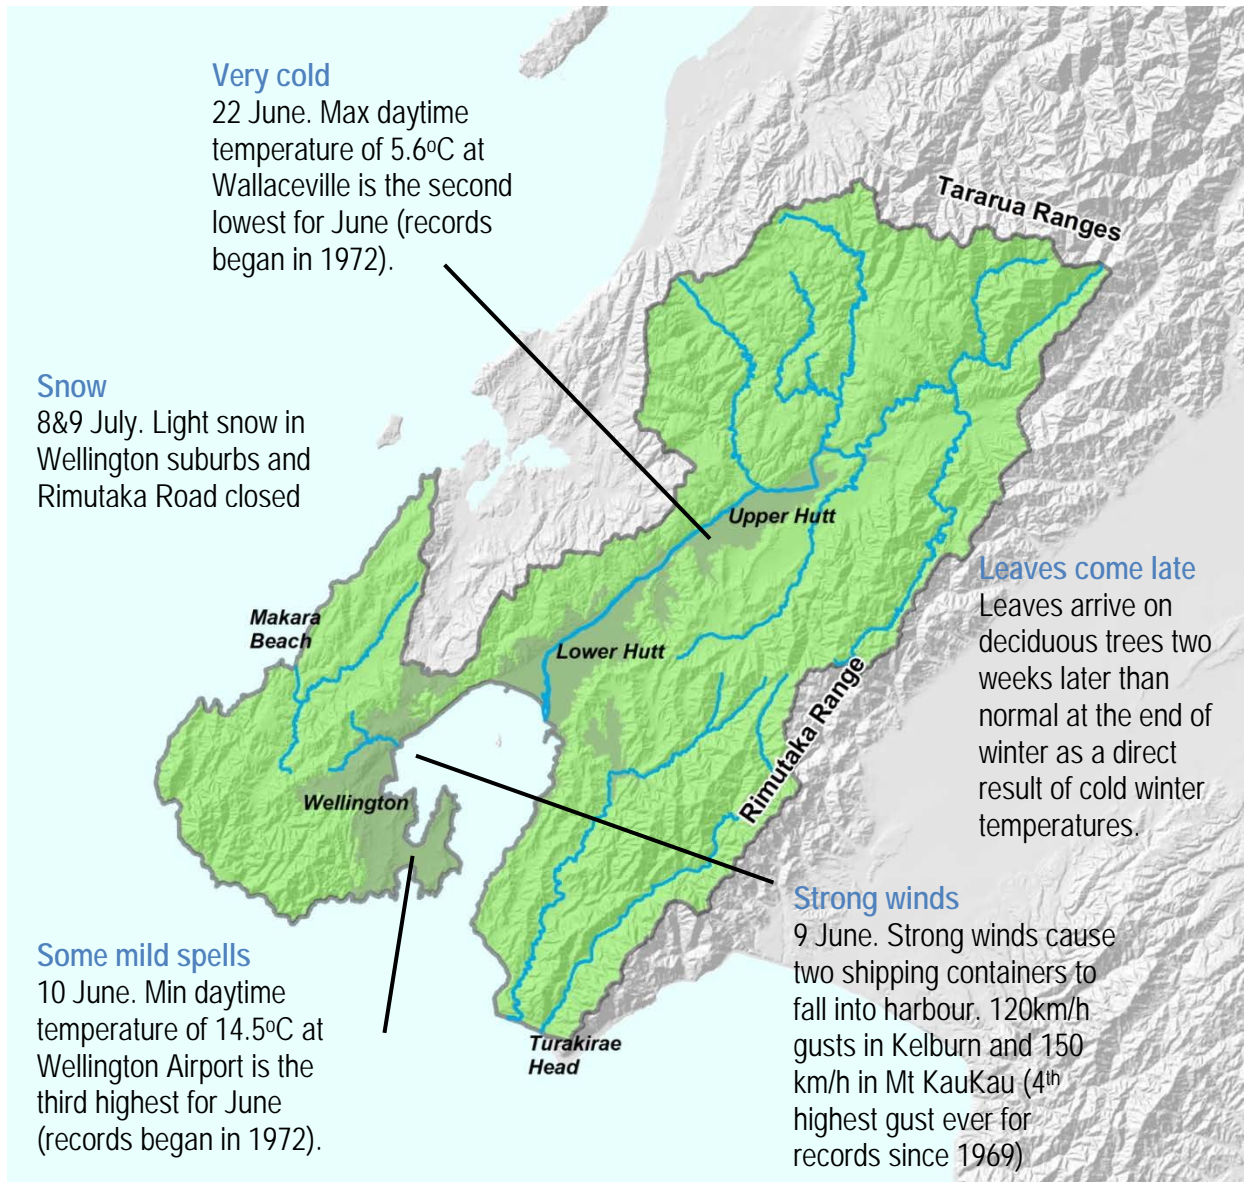 Very cold
22 June. Max daytime
temperature of 5.6ºC at
Wallaceville is the second
lowest for June (records
began in 1972).
Tararua Ranges
Snow
8&9 July. Light snow in
Wellington suburbs and
Rimutaka Road closed
Upper Hutt
Makara
Beach
Lower Hutt
Leaves come late
Leaves arrive on
deciduous trees two
weeks later than
normal at the end of
winter as a direct
result of cold winter
temperatures.
Rimutaka Range
Wellington
Strong winds
9 June. Strong winds cause
two shipping containers to
fall into harbour. 120km/h
gusts in Kelburn and 150
km/h in Mt KauKau (4th
highest gust ever for
records since 1969)
Some mild spells
10 June. Min daytime
temperature of 14.5ºC at
Wellington Airport is the
third highest for June
(records began in 1972).
Turakirae
Head